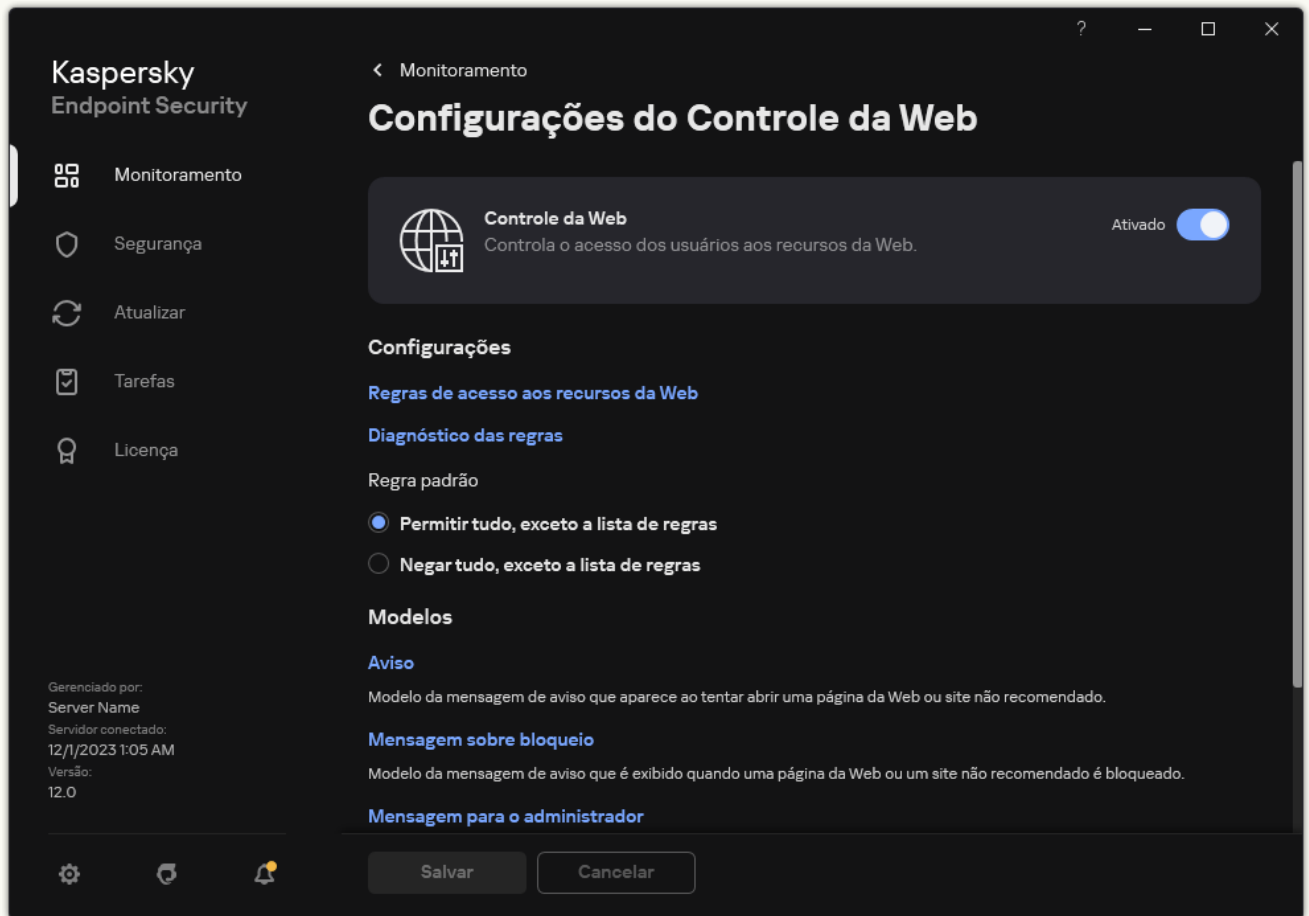 ?
Kaspersky
Endpoint Security
Monitoramento
Segurança
Atualizar
Tarefas
Licença
Gerenciado por:
Server Name
Servidor conectado:
12/1/2023 1:05 AM
Versão:
12.0
Monitoramento
Configurações do Controle da Web
Controle da Web
Controla o acesso dos usuários aos recursos da Web.
Ativado
Configurações
Regras de acesso aos recursos da Web
Diagnóstico das regras
Regra padrão
Permitir tudo, exceto a lista de regras
Negar tudo, exceto a lista de regras
Modelos
Aviso
Modelo da mensagem de aviso que aparece ao tentar abrir uma página da Web ou site não recomendado.
Mensagem sobre bloqueio
Modelo da mensagem de aviso que é exibido quando uma página da Web ou um site não recomendado é bloqueado.
Mensagem para o administrador
Salvar
Cancelar